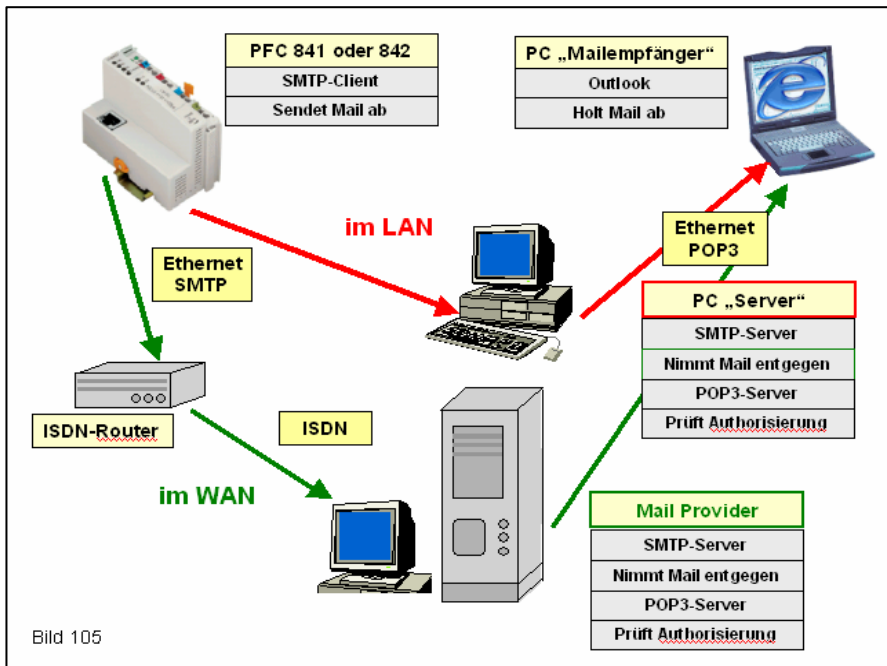 PFC 841 oder 842
SMTP-Client
Sendet Mail ab
PC „Mailempfänger“
Outlook
Holt Mail ab
im LAN
Ethernet
SMTP
Ethernet
POP3
PC „Server“
SMTP-Server
Nimmt Mail entgegen
POP3-Server
Prüft Authorisierung
ISDN-Router
ISDN
im WAN
Mail Provider
SMTP-Server
Nimmt Mail entgegen
POP3-Server
Prüft Authorisierung
Bild 105